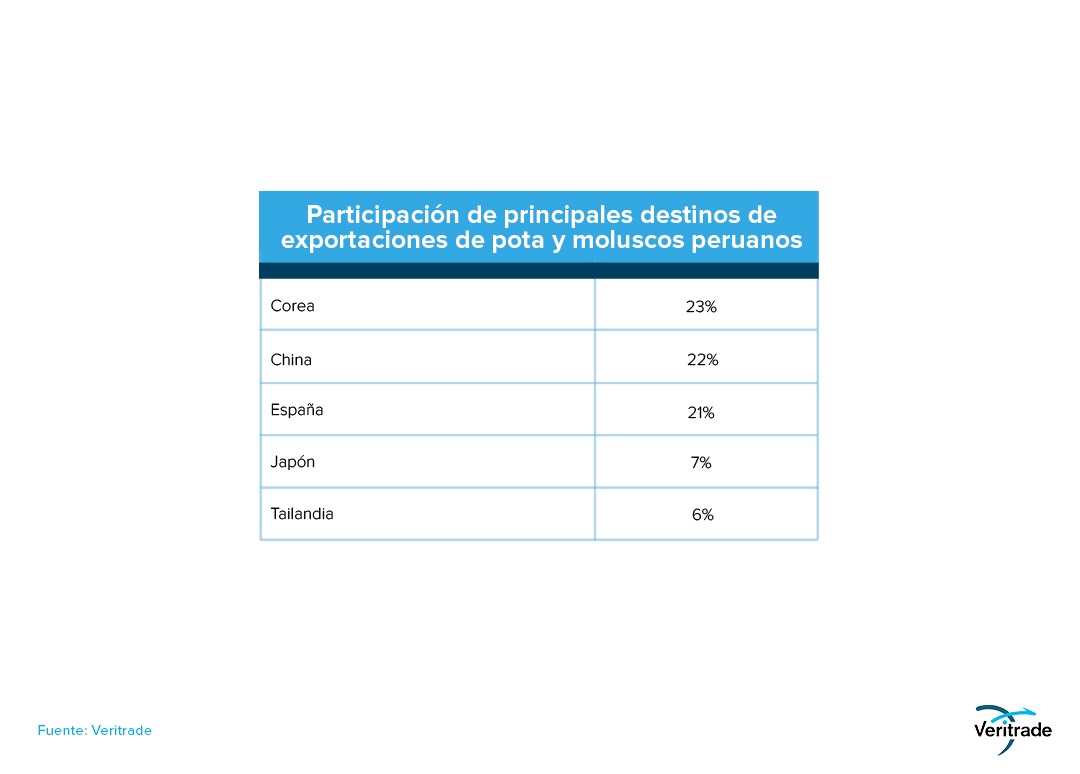 Participación de principales destinos de
exportaciones de pota y moluscos peruanos
Corea 23%
China 22%
España 21%
Japón 7%
Tailandia 6%
Fuente: Veritrade
Veritrade